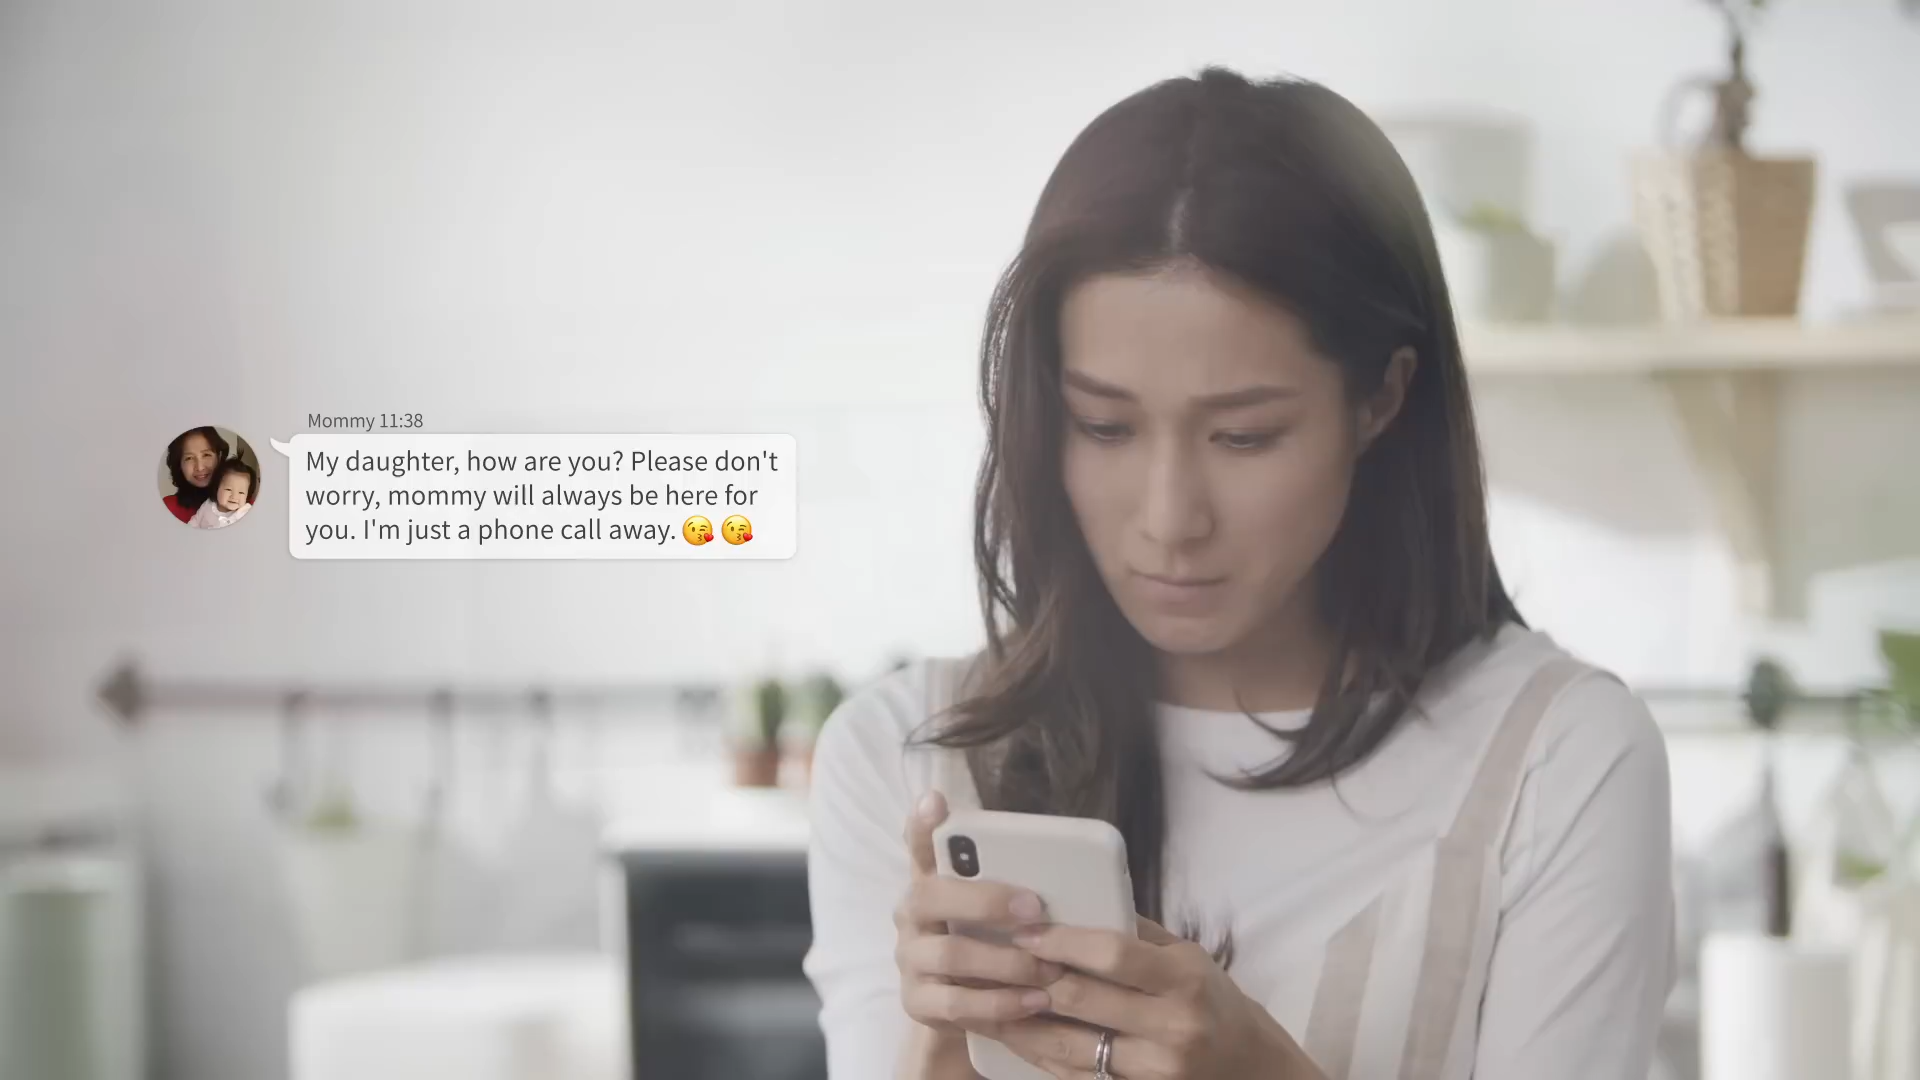 Mommy 11:38
My daughter, how are you? Please don't
worry, mommy will always be here for
you. I'm just a phone call away. 😘 😘